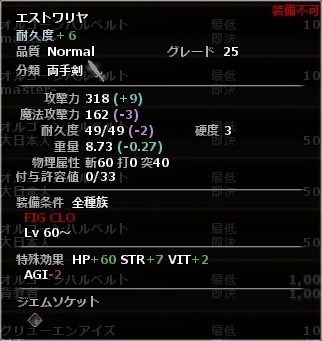 装備不可
エストワリヤ
耐久度+6
品質 Normal グレード 25
分類 両手剣
攻撃力 318 (+9)
魔法攻撃力 162 (-3)
耐久度 49/49 (-2) 硬度 3
重量 8.73 (-0.27)
物理属性 斬60 打0 突40
付与許容値 0/33
装備条件 全種族
FIG CLO
Lv 60～
特殊効果 HP+60 STR+7 VIT+2
AGI-2
ジェムソケット